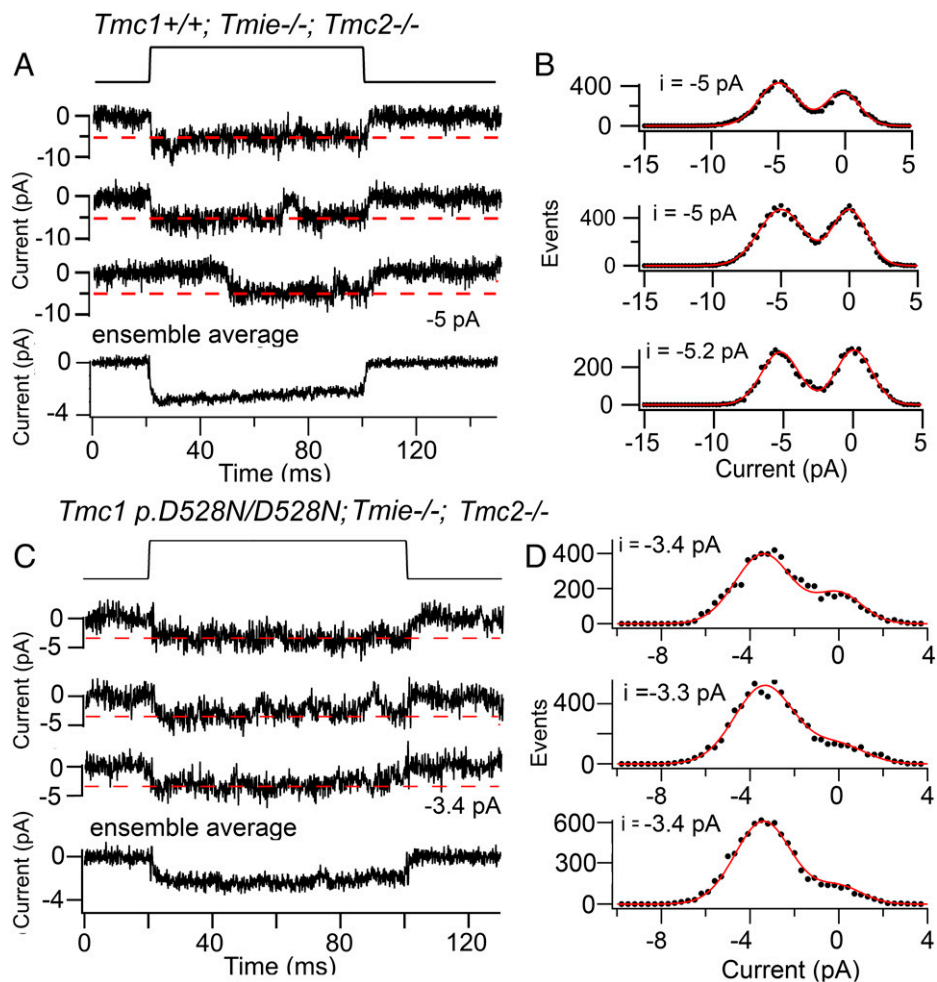 Tmc1+/+; Tmie-/-; Tmc2-/-
A
0
-10
0
-10
0
-10
Current (pA)
-5 pA
ensemble average
Current (pA)
0
-4
0 40 80 120
Time (ms)
B
i = -5 pA
400
0
-15 -10 -5 0 5
i = -5 pA
400
0
-15 -10 -5 0 5
Events
i = -5.2 pA
200
0
-15 -10 -5 0 5
Current (pA)
Tmc1 p.D528N/D528N; Tmie-/-; Tmc2-/-
C
0
-5
0
-5
0
-5
Current (pA)
-3.4 pA
ensemble average
Current (pA)
0
-4
0 40 80 120
Time (ms)
D
i = -3.4 pA
400
200
0
-8 -4 0 4
i = -3.3 pA
400
0
-8 -4 0 4
Events
i = -3.4 pA
600
300
0
-8 -4 0 4
Current (pA)